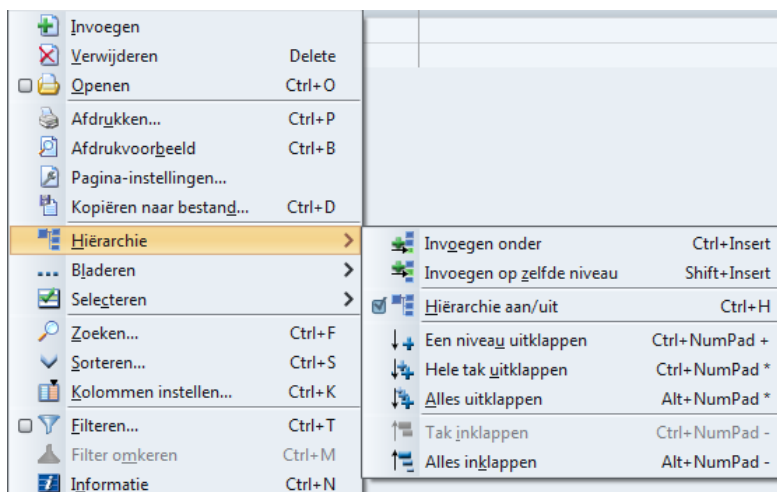 Invoegen
Verwijderen Delete
Openen Ctrl+O
Afdrukken... Ctrl+P
Afdrukvoorbeeld Ctrl+B
Pagina-instellingen...
Kopiëren naar bestand... Ctrl+D
Hiërarchie
Bladeren
Selecteren
Zoeken... Ctrl+F
Sorteren... Ctrl+S
Kolommen instellen... Ctrl+K
Filteren... Ctrl+T
Filter omkeren Ctrl+M
Informatie Ctrl+N
Invoegen onder Ctrl+Insert
Invoegen op zelfde niveau Shift+Insert
Hiërarchie aan/uit Ctrl+H
Een niveau uitklappen Ctrl+NumPad +
Hele tak uitklappen Ctrl+NumPad *
Alles uitklappen Alt+NumPad *
Tak inklappen Ctrl+NumPad -
Alles inklappen Alt+NumPad -